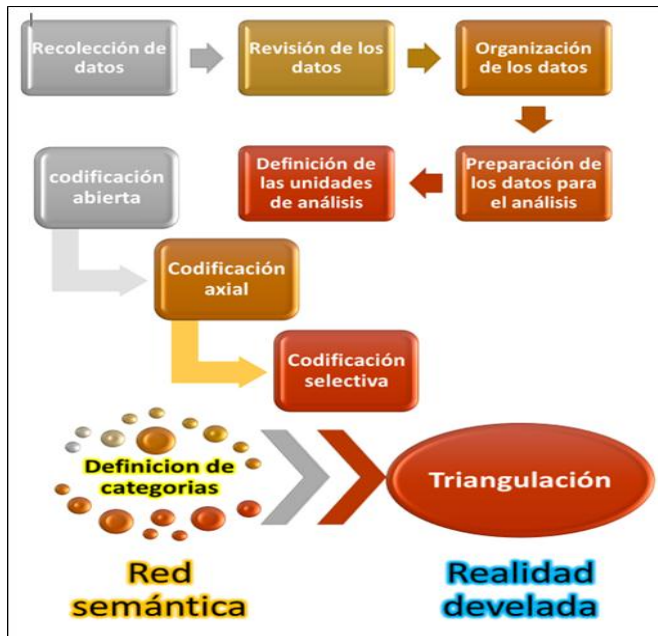 Recolección de
datos
Revisión de los
datos
Organización
de los datos
Preparación de
los datos para
el análisis
Definición de
las unidades
de análisis
codificación
abierta
Codificación
axial
Codificación
selectiva
Definicion de
categorias
Triangulación
Red
semántica
Realidad
develada